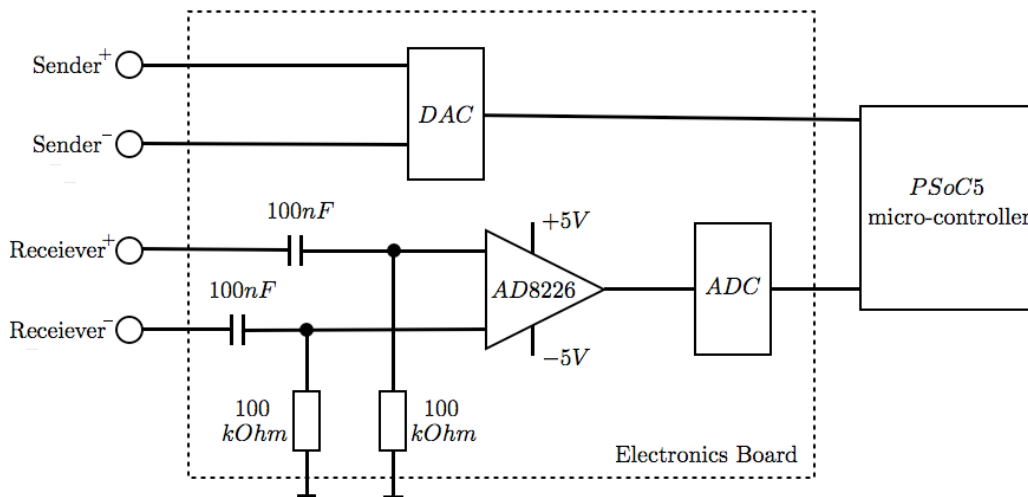 Sender+
DAC
Sender−
PSoC5
micro-controller
100nF
+5V
Receiever+
100nF
AD8226
ADC
Receiever−
−5V
100
kOhm
100
kOhm
Electronics Board